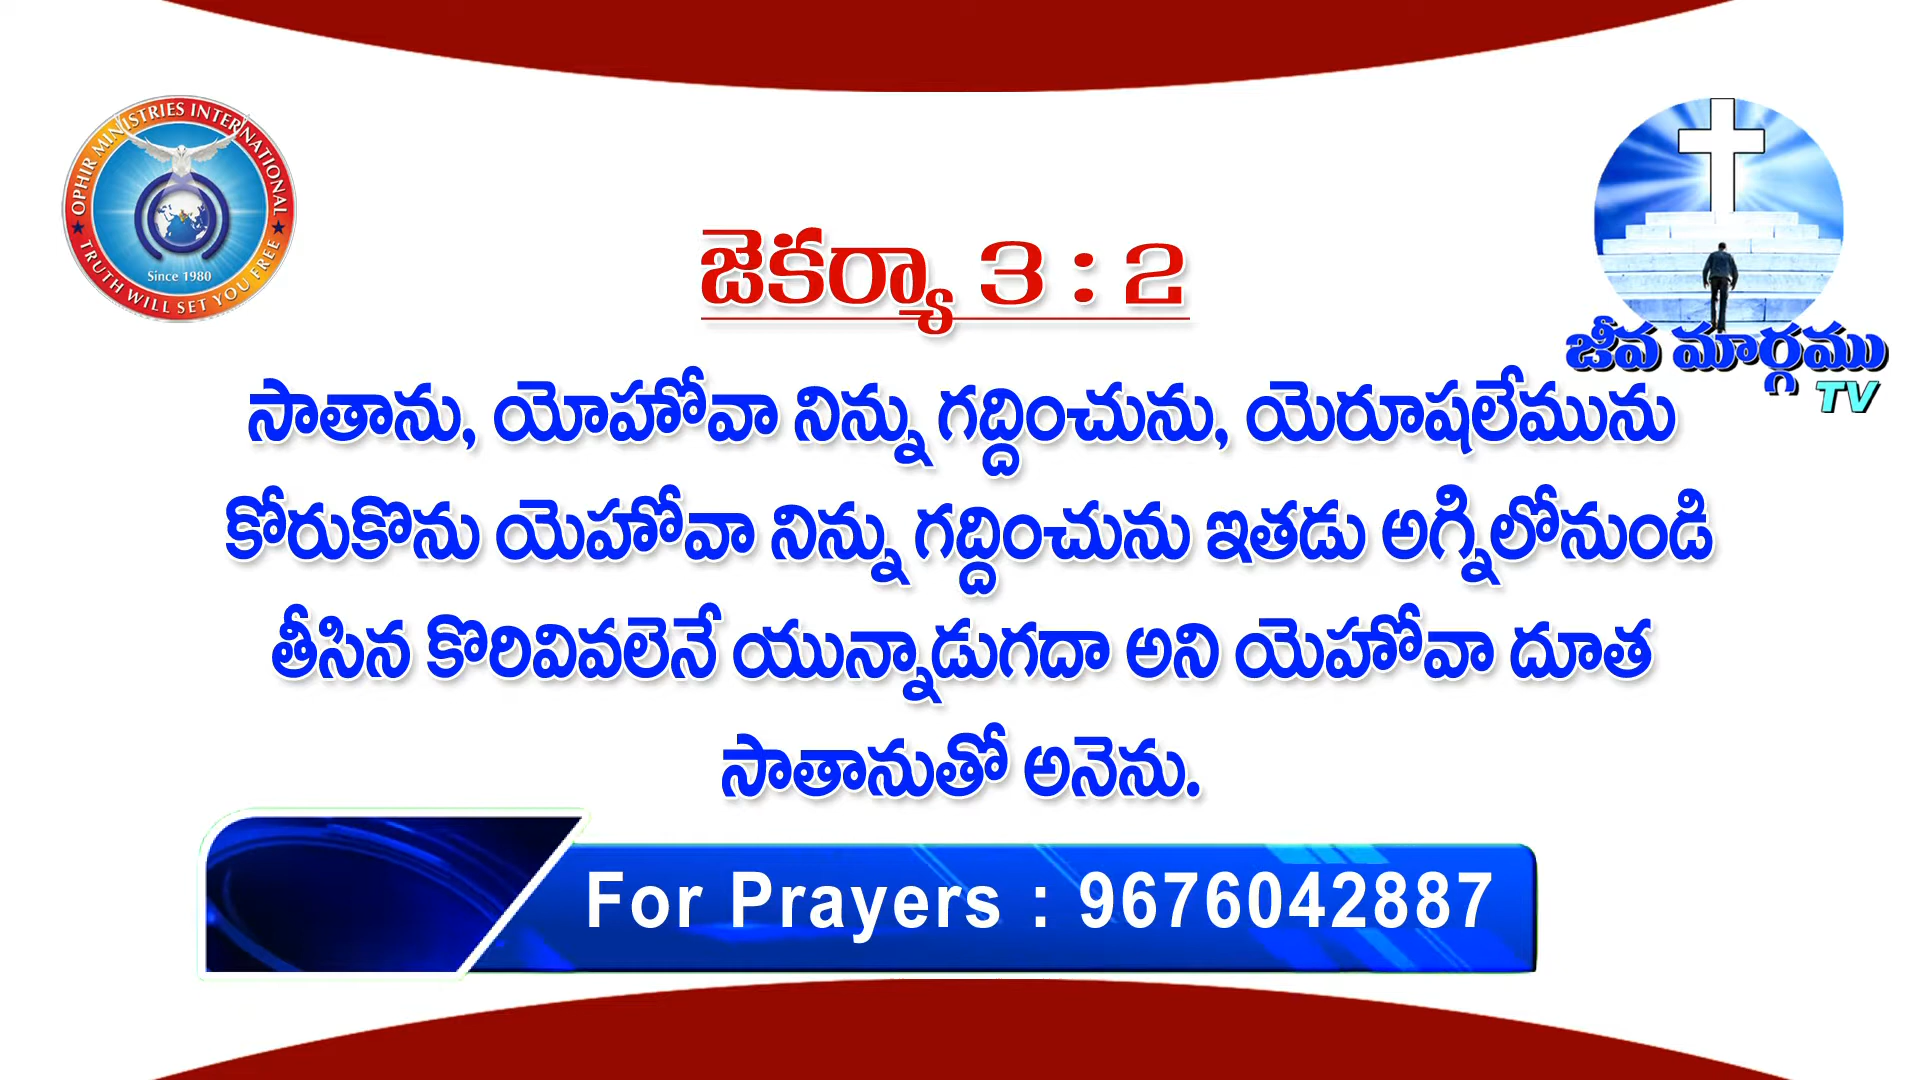 OPHIR MINISTRIES INTERNATIONAL
Since 1980
★ TRUTH WILL SET YOU FREE ★
జీవ మార్గము
TV
జెకర్యా 3 : 2
సాతాను, యోహోవా నిన్ను గద్దించును, యెరూషలేమును
కోరుకొను యెహోవా నిన్ను గద్దించును ఇతడు అగ్నిలోనుండి
తీసిన కొరివివలెనే యున్నాడుగదా అని యెహోవా దూత
సాతానుతో అనెను.
For Prayers : 9676042887